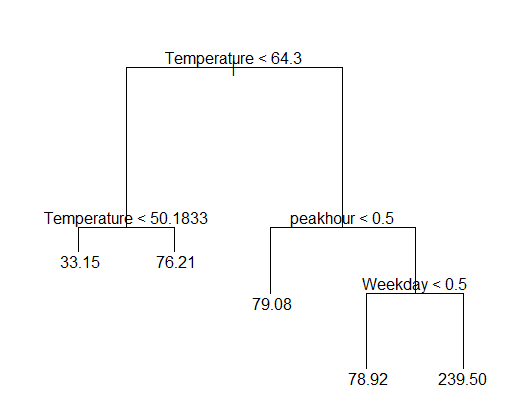 Temperature < 64.3
Temperature < 50.1833
peakhour < 0.5
33.15
76.21
Weekday < 0.5
79.08
78.92
239.50